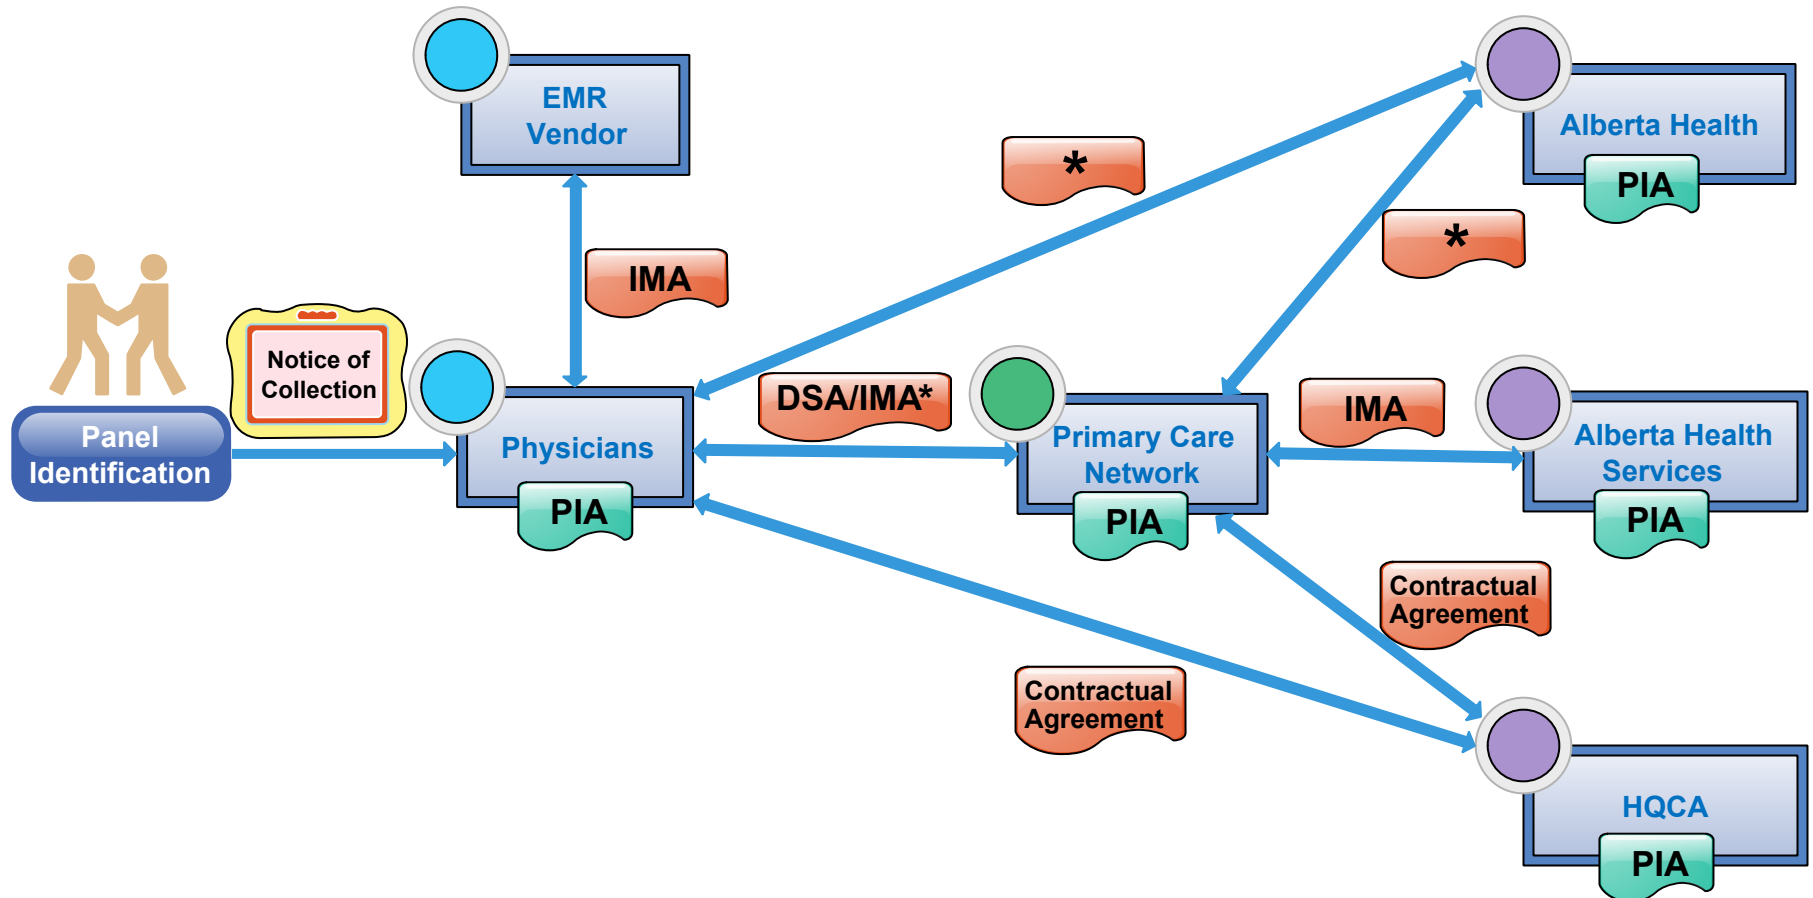 EMR
Vendor
Alberta Health
PIA
*
*
IMA
Notice of
Collection
Panel
Identification
Physicians
PIA
DSA/IMA*
Primary Care
Network
PIA
IMA
Alberta Health
Services
PIA
Contractual
Agreement
Contractual
Agreement
HQCA
PIA